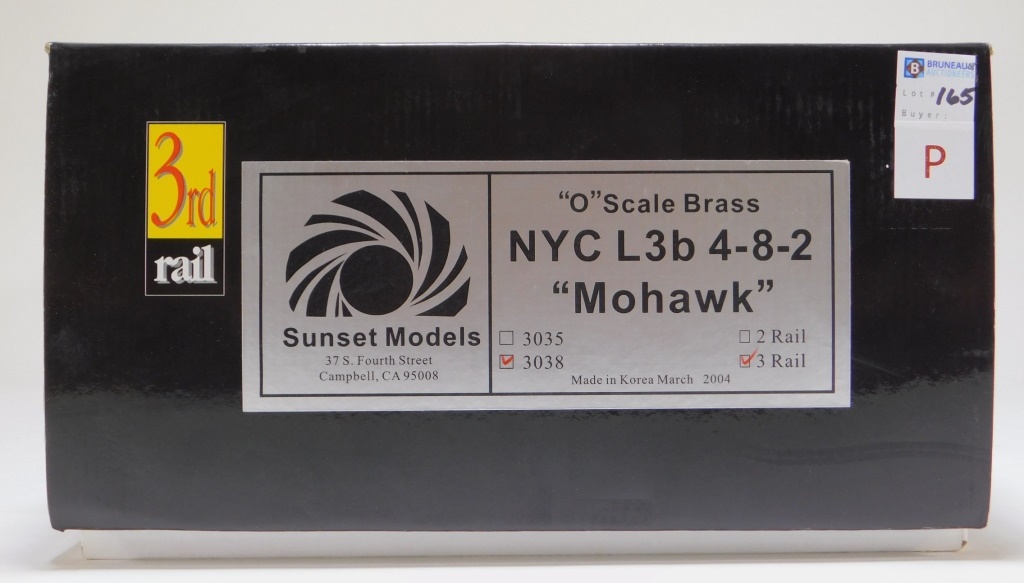 3rd
rail
Sunset Models
37 S. Fourth Street
Campbell, CA 95008
"O" Scale Brass
NYC L3b 4-8-2
"Mohawk"
3035
2 Rail
3038
3 Rail
Made in Korea March 2004
B
BRUNEAU &
Lot # 165
Buyer:
P